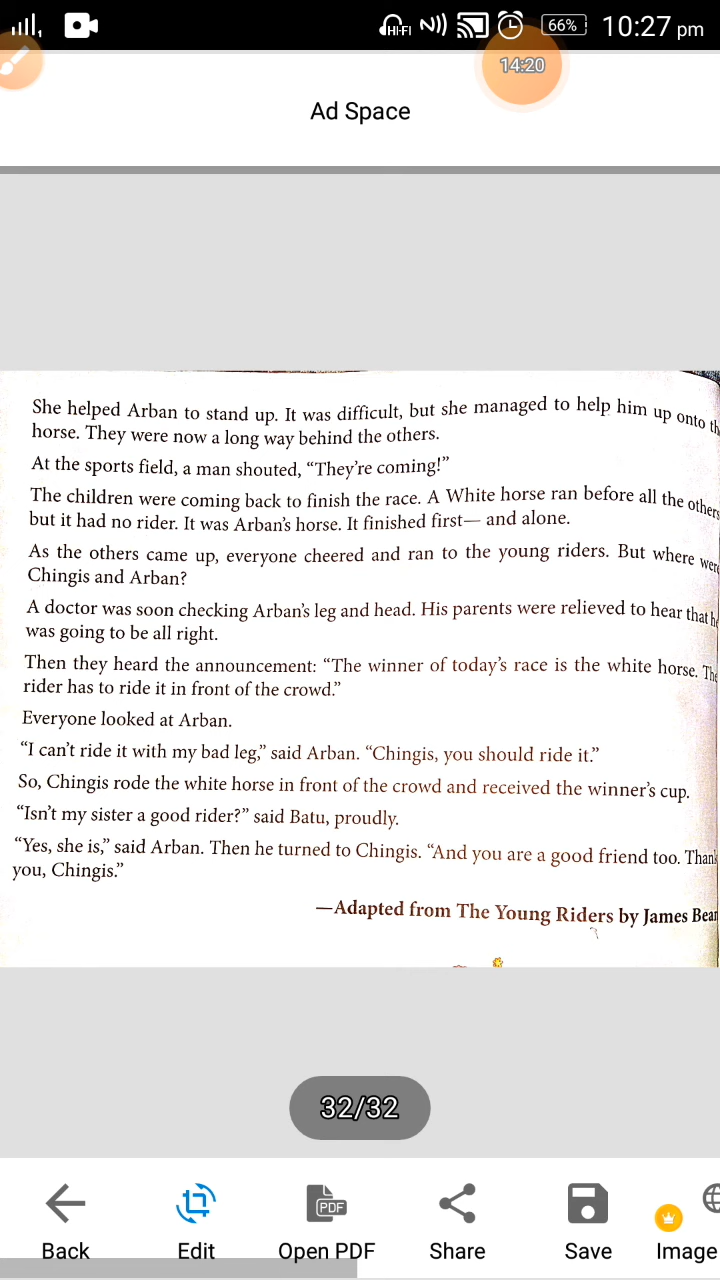 HI-FI 66% 10:27 pm
14:20
Ad Space
She helped Arban to stand up. It was difficult, but she managed to help him up onto
horse. They were now a long way behind the others.
At the sports field, a man shouted, “They’re coming!”
The children were coming back to finish the race. A White horse ran before all the others
but it had no rider. It was Arban’s horse. It finished first— and alone.
As the others came up, everyone cheered and ran to the young riders. But where were
Chingis and Arban?
A doctor was soon checking Arban’s leg and head. His parents were relieved to hear that
was going to be all right.
Then they heard the announcement: “The winner of today’s race is the white horse. The
rider has to ride it in front of the crowd.”
Everyone looked at Arban.
“I can’t ride it with my bad leg,” said Arban. “Chingis, you should ride it.”
So, Chingis rode the white horse in front of the crowd and received the winner’s cup.
“Isn’t my sister a good rider?” said Batu, proudly.
“Yes, she is,” said Arban. Then he turned to Chingis. “And you are a good friend too. Thank
you, Chingis.”
—Adapted from The Young Riders by James Bean
32/32
PDF
Back Edit Open PDF Share Save Image